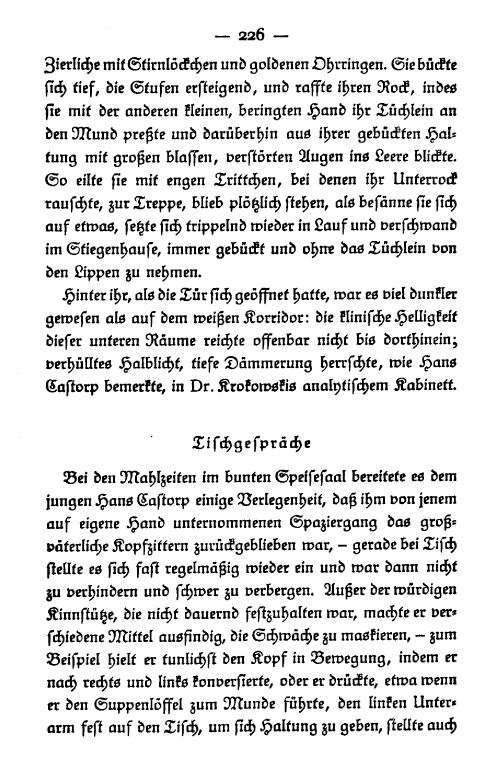 — 226 —
Zierliche mit Stirnlöckchen und goldenen Ohrringen. Sie bückte
sich tief, die Stufen ersteigend, und raffte ihren Rock, indes
sie mit der anderen kleinen, beringten Hand ihr Tüchlein an
den Mund preßte und darüberhin aus ihrer gebückten Hal-
tung mit großen blassen, verstörten Augen ins Leere blickte.
So eilte sie mit engen Trittchen, bei denen ihr Unterrock
rauschte, zur Treppe, blieb plötzlich stehen, als besänne sie sich
auf etwas, setzte sich trippelnd wieder in Lauf und verschwand
im Stiegenhause, immer gebückt und ohne das Tüchlein von
den Lippen zu nehmen.
Hinter ihr, als die Tür sich geöffnet hatte, war es viel dunkler
gewesen als auf dem weißen Korridor: die klinische Helligkeit
dieser unteren Räume reichte offenbar nicht bis dorthinein;
verhülltes Halblicht, tiefe Dämmerung herrschte, wie Hans
Castorp bemerkte, in Dr. Krokowskis analytischem Kabinett.
Tischgespräche
Bei den Mahlzeiten im bunten Speisesaal bereitete es dem
jungen Hans Castorp einige Verlegenheit, daß ihm von jenem
auf eigene Hand unternommenen Spaziergang das groß-
väterliche Kopfzittern zurückgeblieben war, – gerade bei Tisch
stellte es sich fast regelmäßig wieder ein und war dann nicht
zu verhindern und schwer zu verbergen. Außer der würdigen
Kinnstütze, die nicht dauernd festzuhalten war, machte er ver-
schiedene Mittel ausfindig, die Schwäche zu maskieren, – zum
Beispiel hielt er tunlichst den Kopf in Bewegung, indem er
nach rechts und links konversierte, oder er drückte, etwa wenn
er den Suppenlöffel zum Munde führte, den linken Unter-
arm fest auf den Tisch, um sich Haltung zu geben, stellte auch